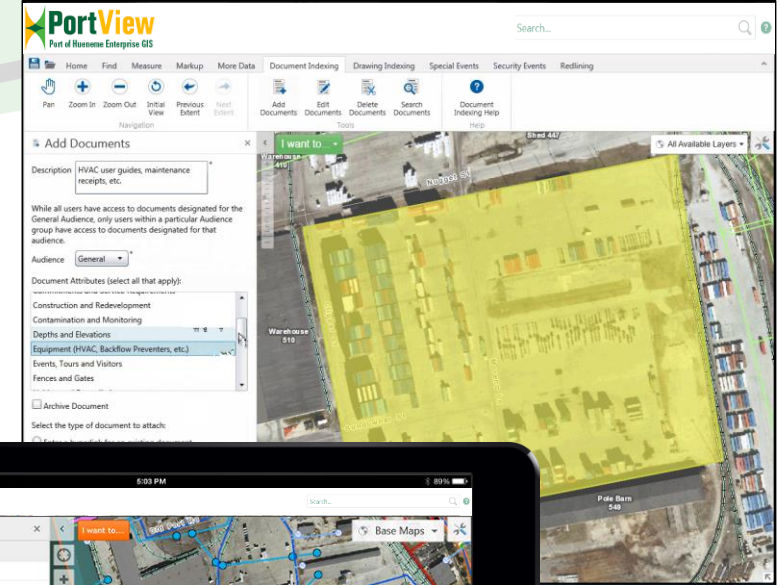 PortView
Port of Hueneme Enterprise GIS
Search...
Home Find Measure Markup More Data Document Indexing Drawing Indexing Special Events Security Events Redlining
Pan Zoom In Zoom Out Initial View Previous Extent Next Extent Add Documents Edit Documents Delete Documents Search Documents Document Indexing Help
Navigation Tools Help
Add Documents
I want to...
All Available Layers
Description
HVAC user guides, maintenance
receipts, etc.
While all users have access to documents designated for the
General Audience, only users within a particular Audience
group have access to documents designated for that
audience.
Audience General
Document Attributes (select all that apply):
Construction and Redevelopment
Contamination and Monitoring
Depths and Elevations
Equipment (HVAC, Backflow Preventers, etc.)
Events, Tours and Visitors
Fences and Gates
Archive Document
Select the type of document to attach:
Shed 447
Warehouse
410
Nugget St
Warehouse
510
Pole Barn
549
5:03 PM
89%
Search...
I want to...
Base Maps